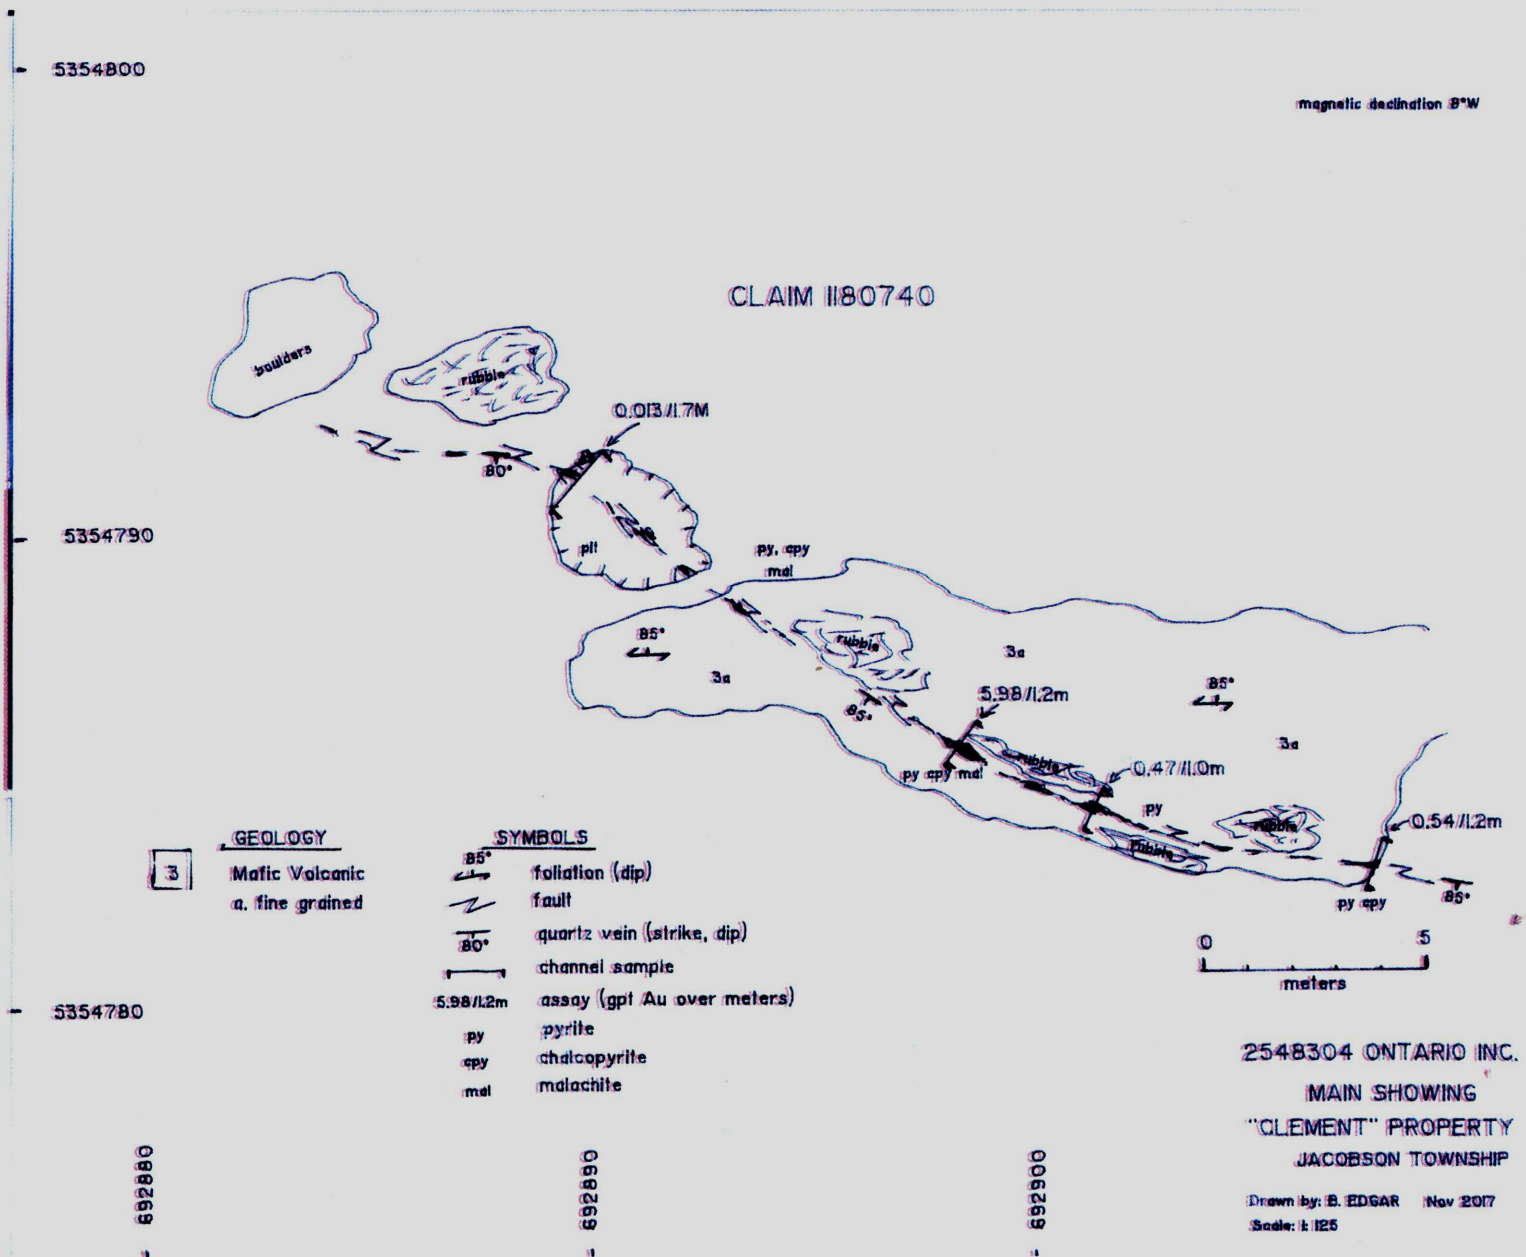 5354800
magnetic declination 8°W
CLAIM 1180740
boulders
rubble
0.013/1.7M
80°
5354790
pit
py, cpy
mal
85°
rubble
3a
3a
5.98/1.2m
85°
85°
3a
rubble
py cpy mal
0.47/1.0m
py
rubble
rubble
0.54/1.2m
py cpy
85°
GEOLOGY
3 Mafic Volcanic
a. fine grained
SYMBOLS
85° foliation (dip)
fault
80° quartz vein (strike, dip)
channel sample
5.98/1.2m assay (gpt Au over meters)
py pyrite
cpy chalcopyrite
mal malachite
0 5
meters
5354780
2548304 ONTARIO INC.
MAIN SHOWING
"CLEMENT" PROPERTY
JACOBSON TOWNSHIP
Drawn by: B. EDGAR Nov 2017
Scale: 1: 125
692880
692890
692900